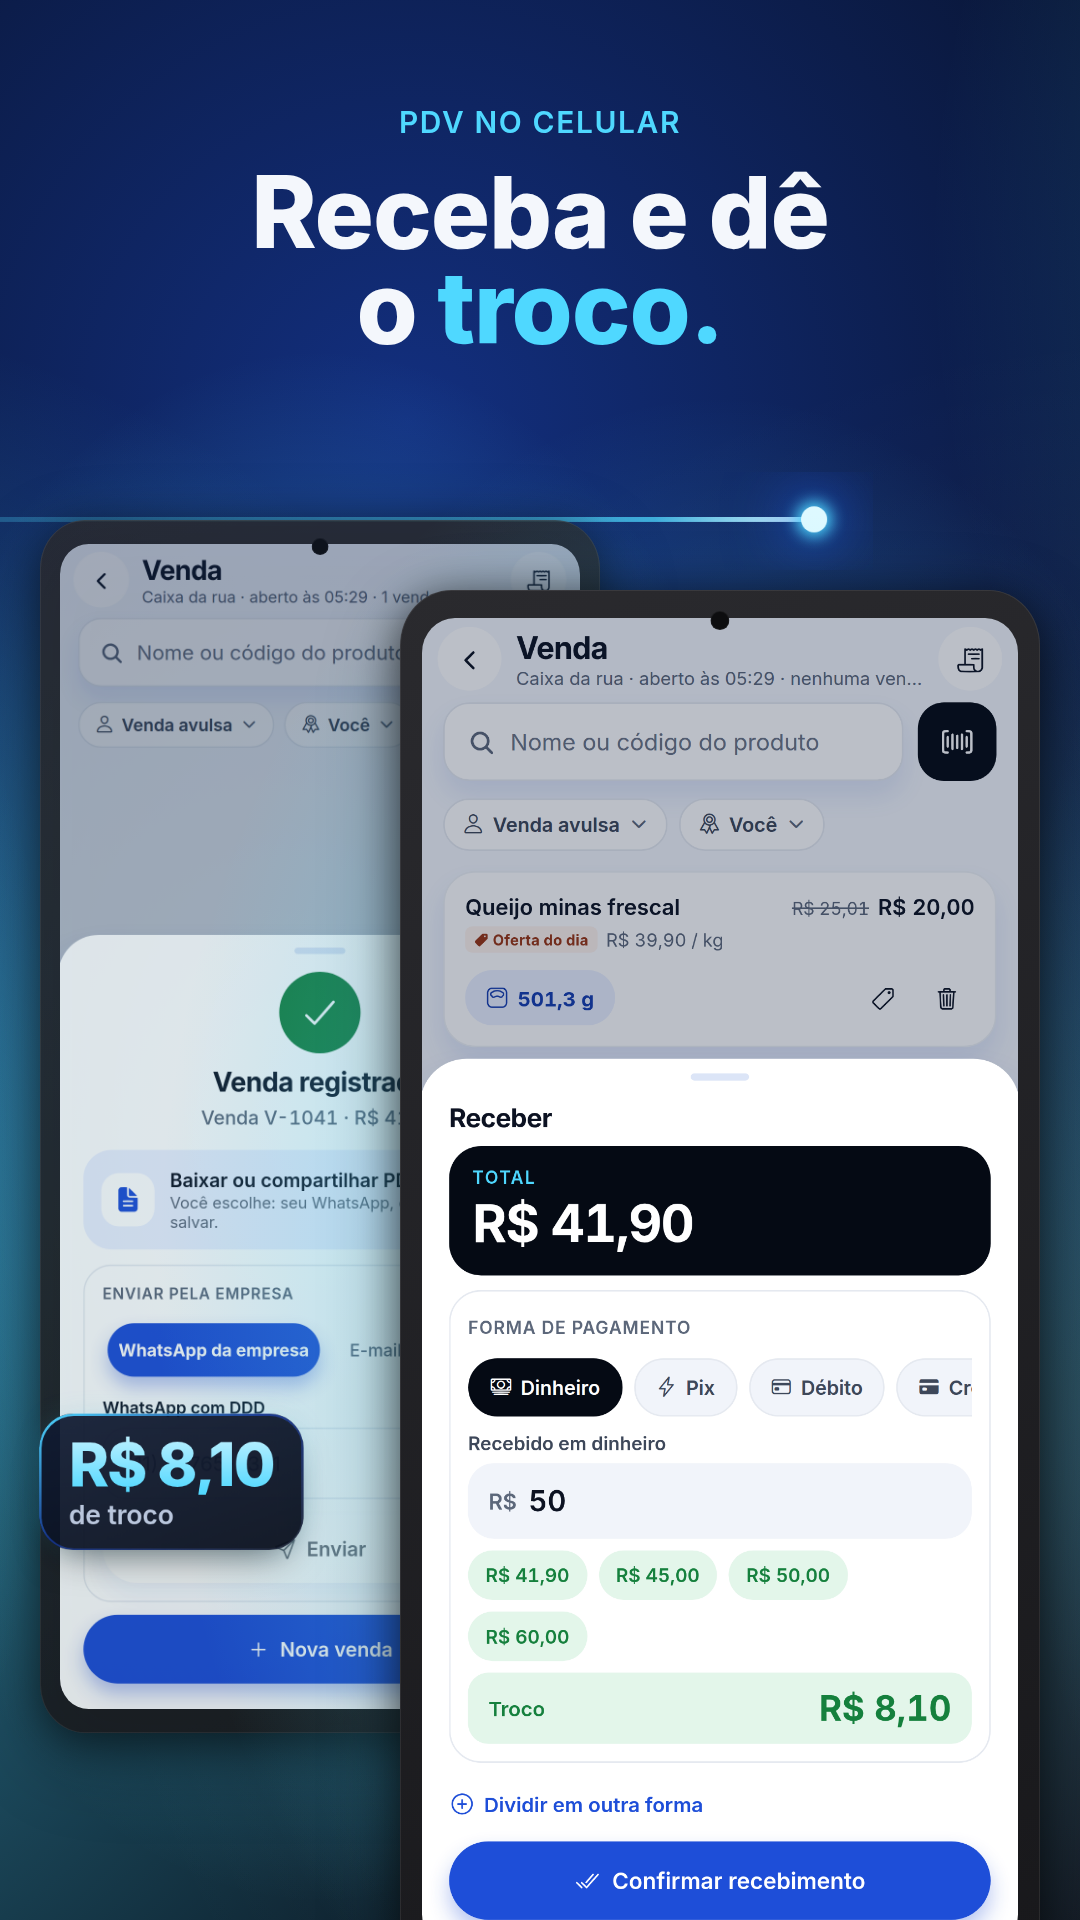 PDV NO CELULAR
Receba e dê
o troco.
Venda
Caixa da rua · aberto às 05:29 · 1 vend
Nome ou código do produto
Venda avulsa
Você
Venda
Caixa da rua · aberto às 05:29 · nenhuma ven...
Nome ou código do produto
Venda avulsa
Você
Queijo minas frescal
R$ 25,01 R$ 20,00
Oferta do dia R$ 39,90 / kg
501,3 g
Venda
Venda V-1041 · R$
Baixar ou compartilhar
Você escolhe: seu WhatsApp,
salvar.
ENVIAR PELA EMPRESA
WhatsApp da empresa
E-mail
WhatsApp com DDD
R$ 8,10
de troco
Enviar
+ Nova venda
Receber
TOTAL
R$ 41,90
FORMA DE PAGAMENTO
Dinheiro
Pix
Débito
Recebido em dinheiro
R$ 50
R$ 41,90
R$ 45,00
R$ 50,00
R$ 60,00
Troco
R$ 8,10
Dividir em outra forma
Confirmar recebimento